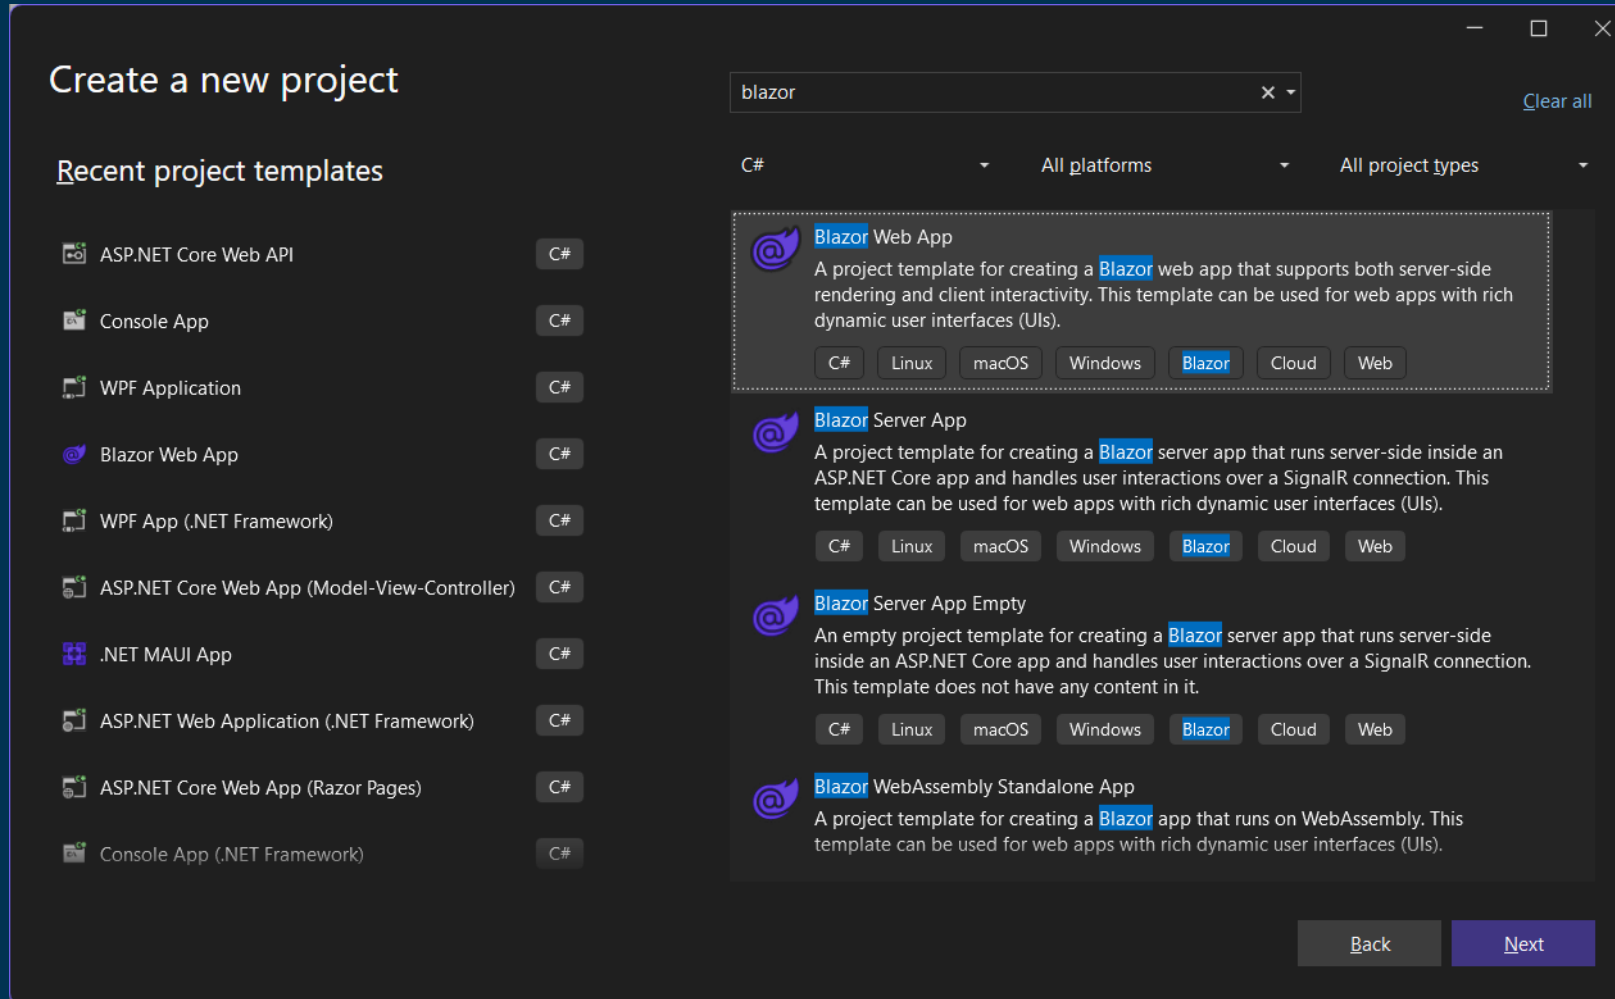 Create a new project
blazor
Clear all
Recent project templates
C#
All platforms
All project types
ASP.NET Core Web API
C#
Console App
C#
WPF Application
C#
Blazor Web App
C#
WPF App (.NET Framework)
C#
ASP.NET Core Web App (Model-View-Controller)
C#
.NET MAUI App
C#
ASP.NET Web Application (.NET Framework)
C#
ASP.NET Core Web App (Razor Pages)
C#
Console App (.NET Framework)
C#
Blazor Web App
A project template for creating a Blazor web app that supports both server-side
rendering and client interactivity. This template can be used for web apps with rich
dynamic user interfaces (UIs).
C# Linux macOS Windows Blazor Cloud Web
Blazor Server App
A project template for creating a Blazor server app that runs server-side inside an
ASP.NET Core app and handles user interactions over a SignalR connection. This
template can be used for web apps with rich dynamic user interfaces (UIs).
C# Linux macOS Windows Blazor Cloud Web
Blazor Server App Empty
An empty project template for creating a Blazor server app that runs server-side
inside an ASP.NET Core app and handles user interactions over a SignalR connection.
This template does not have any content in it.
C# Linux macOS Windows Blazor Cloud Web
Blazor WebAssembly Standalone App
A project template for creating a Blazor app that runs on WebAssembly. This
template can be used for web apps with rich dynamic user interfaces (UIs).
Back
Next